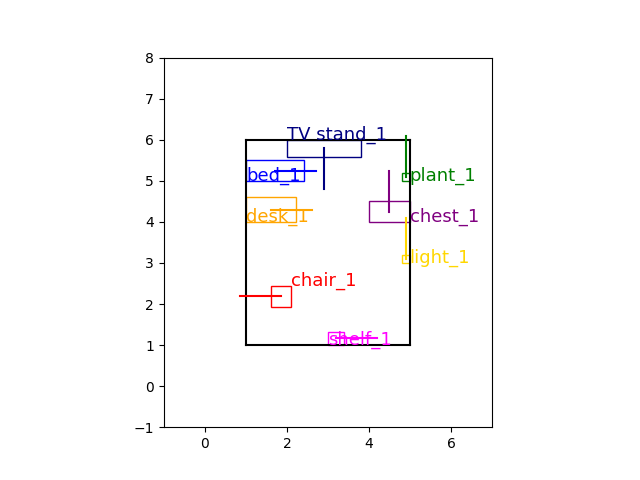 8
7
6
5
4
3
2
1
0
−1
0
2
4
6
TV stand_1
bed_1
plant_1
desk_1
chest_1
light_1
chair_1
shelf_1